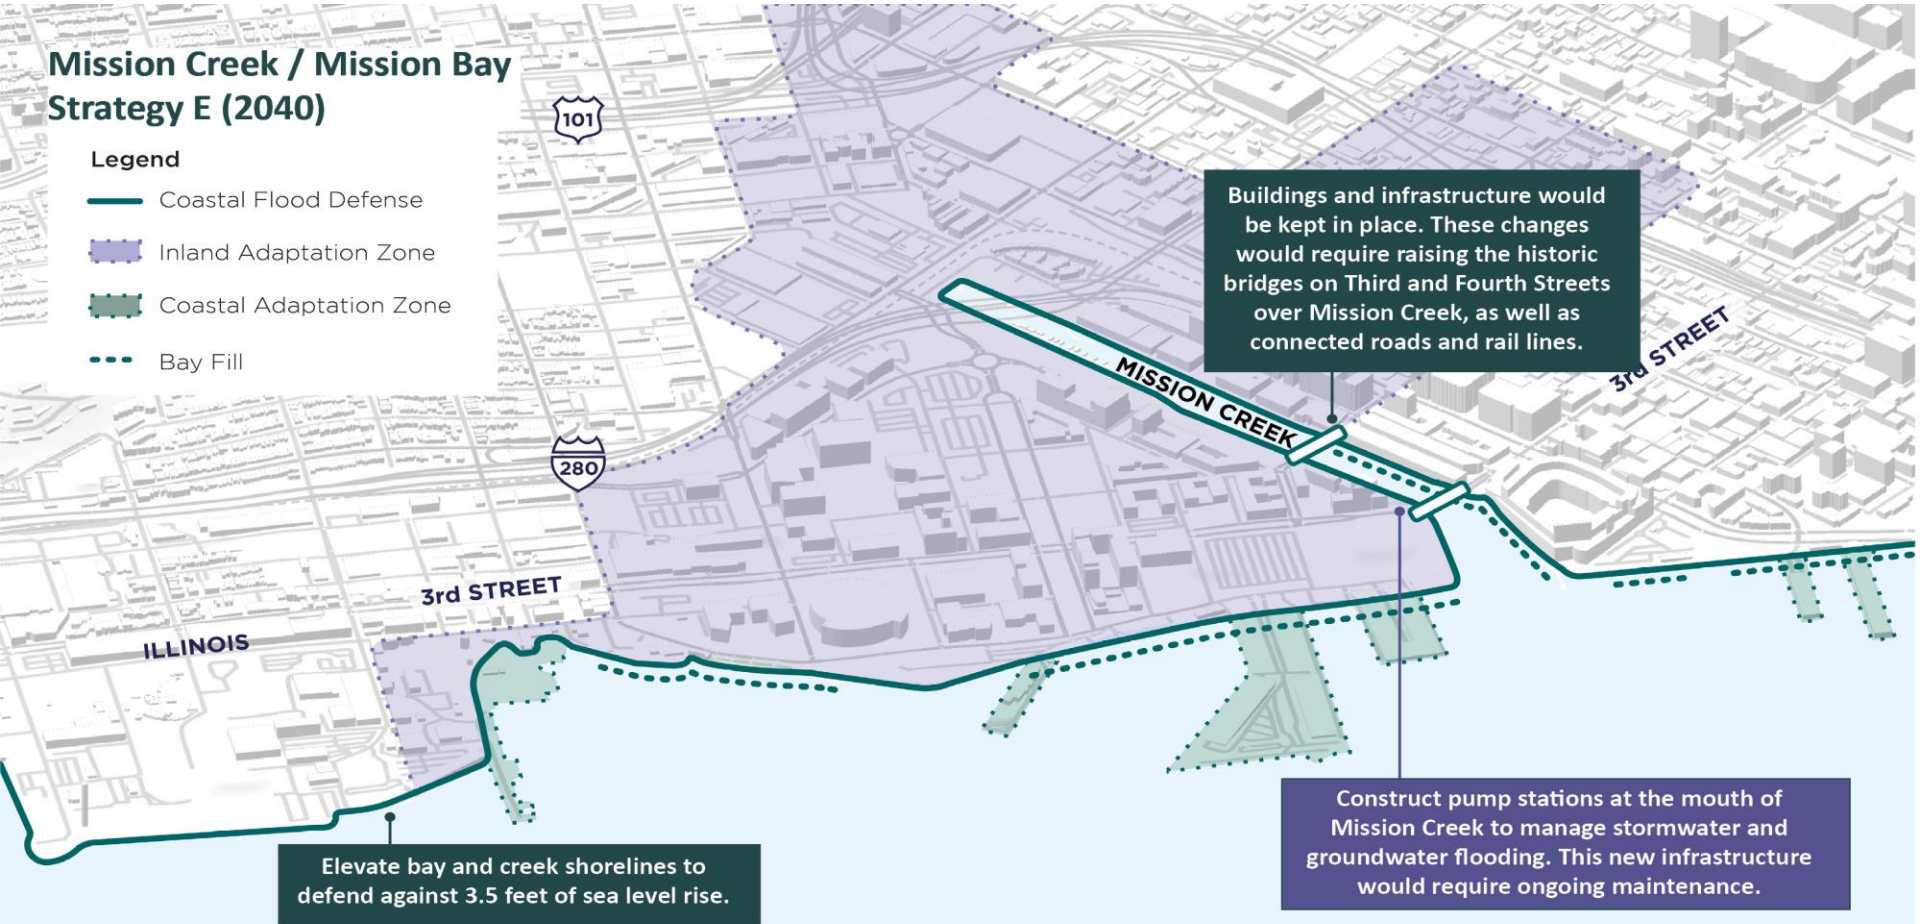 Mission Creek / Mission Bay
Strategy E (2040)
Legend
Coastal Flood Defense
Inland Adaptation Zone
Coastal Adaptation Zone
Bay Fill
101
Buildings and infrastructure would
be kept in place. These changes
would require raising the historic
bridges on Third and Fourth Streets
over Mission Creek, as well as
connected roads and rail lines.
3rd STREET
MISSION CREEK
280
3rd STREET
ILLINOIS
Construct pump stations at the mouth of
Mission Creek to manage stormwater and
groundwater flooding. This new infrastructure
would require ongoing maintenance.
Elevate bay and creek shorelines to
defend against 3.5 feet of sea level rise.